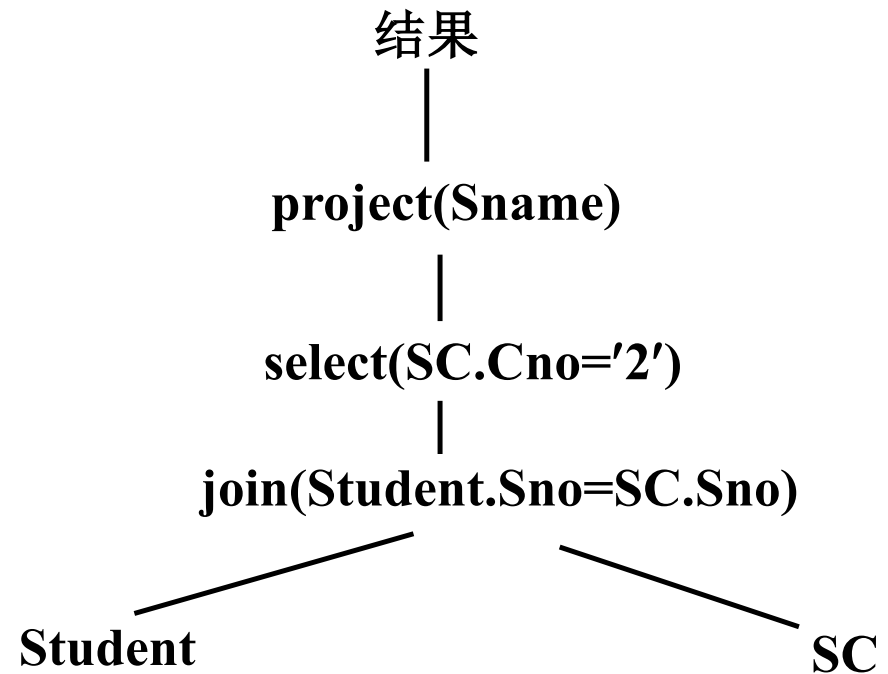 结果
project(Sname)
select(SC.Cno=′2′)
join(Student.Sno=SC.Sno)
Student
SC